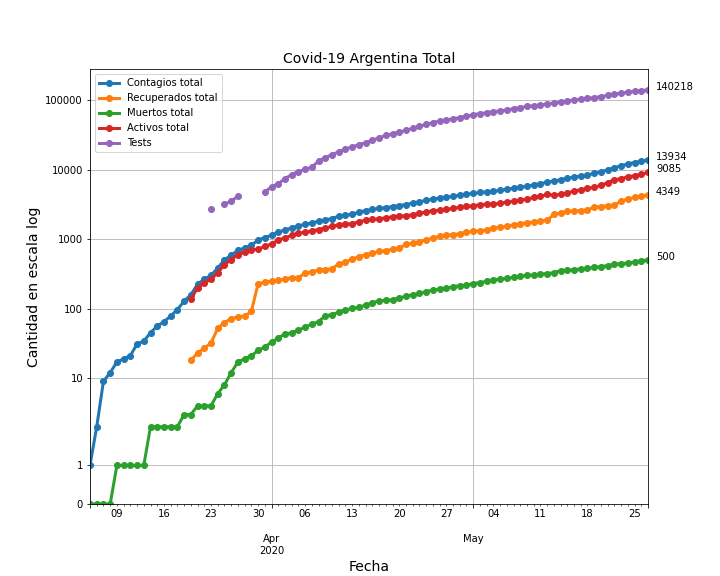 Covid-19 Argentina Total
Contagios total
Recuperados total
Muertos total
Activos total
Tests
Cantidad en escala log
100000
10000
1000
100
10
1
0
140218
13934
9085
4349
500
09 16 23 30 06 13 20 27 04 11 18 25
Apr May
2020
Fecha